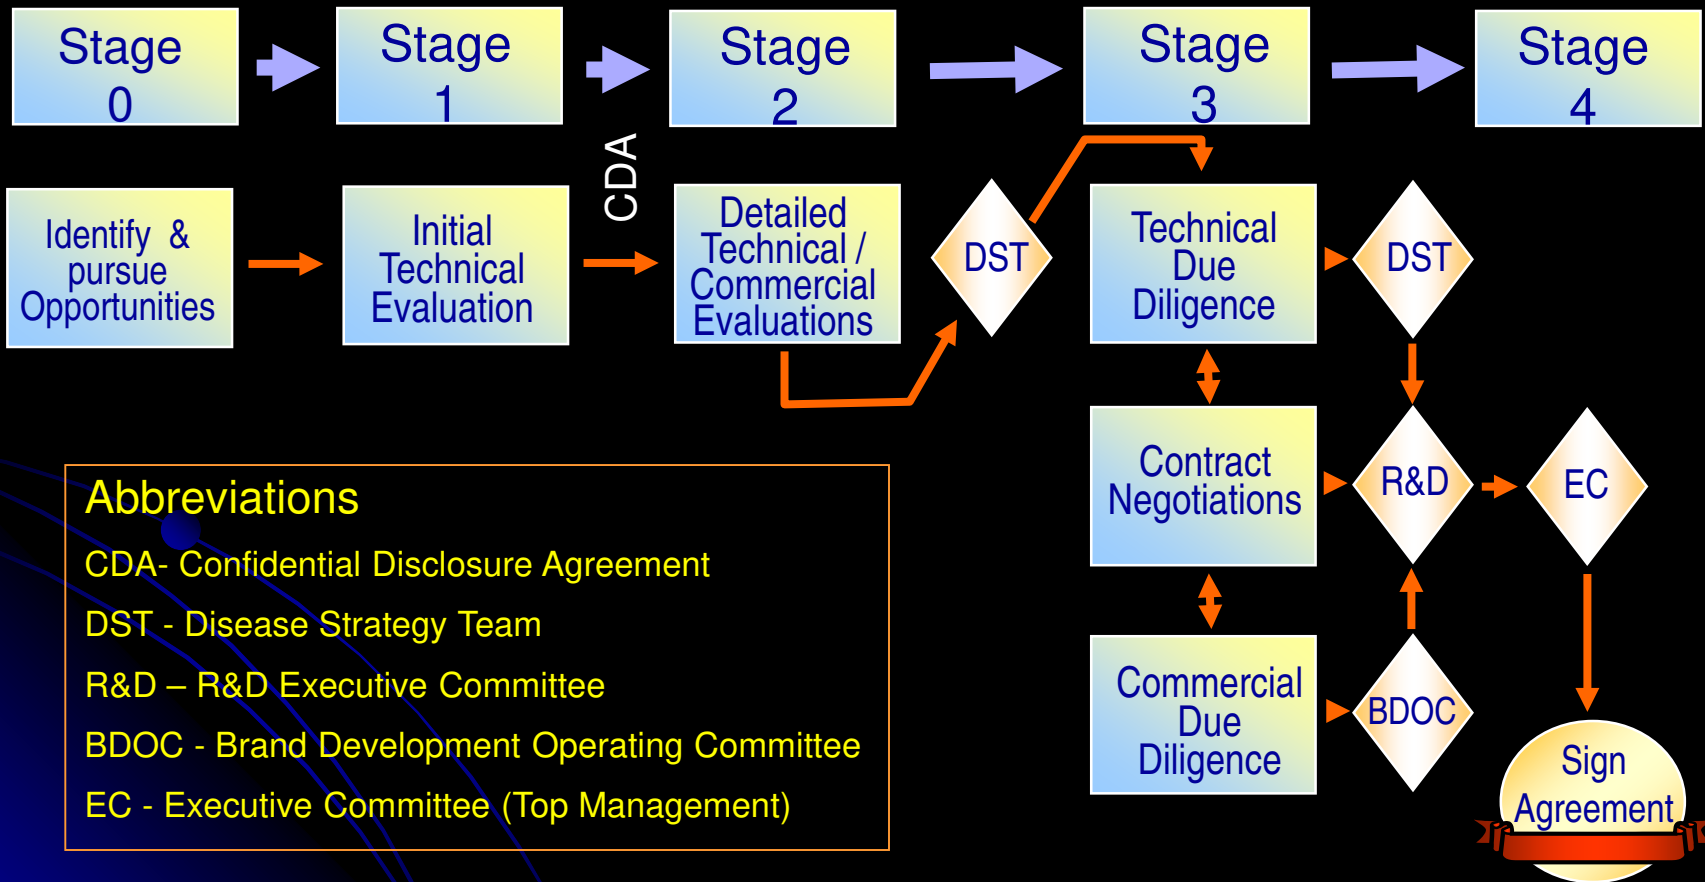 Stage
0
Stage
1
Stage
2
Stage
3
Stage
4
CDA
Identify &
pursue
Opportunities
Initial
Technical
Evaluation
Detailed
Technical /
Commercial
Evaluations
DST
Technical
Due
Diligence
DST
Contract
Negotiations
R&D
EC
Commercial
Due
Diligence
BDOC
Sign
Agreement
Abbreviations
CDA- Confidential Disclosure Agreement
DST - Disease Strategy Team
R&D – R&D Executive Committee
BDOC - Brand Development Operating Committee
EC - Executive Committee (Top Management)